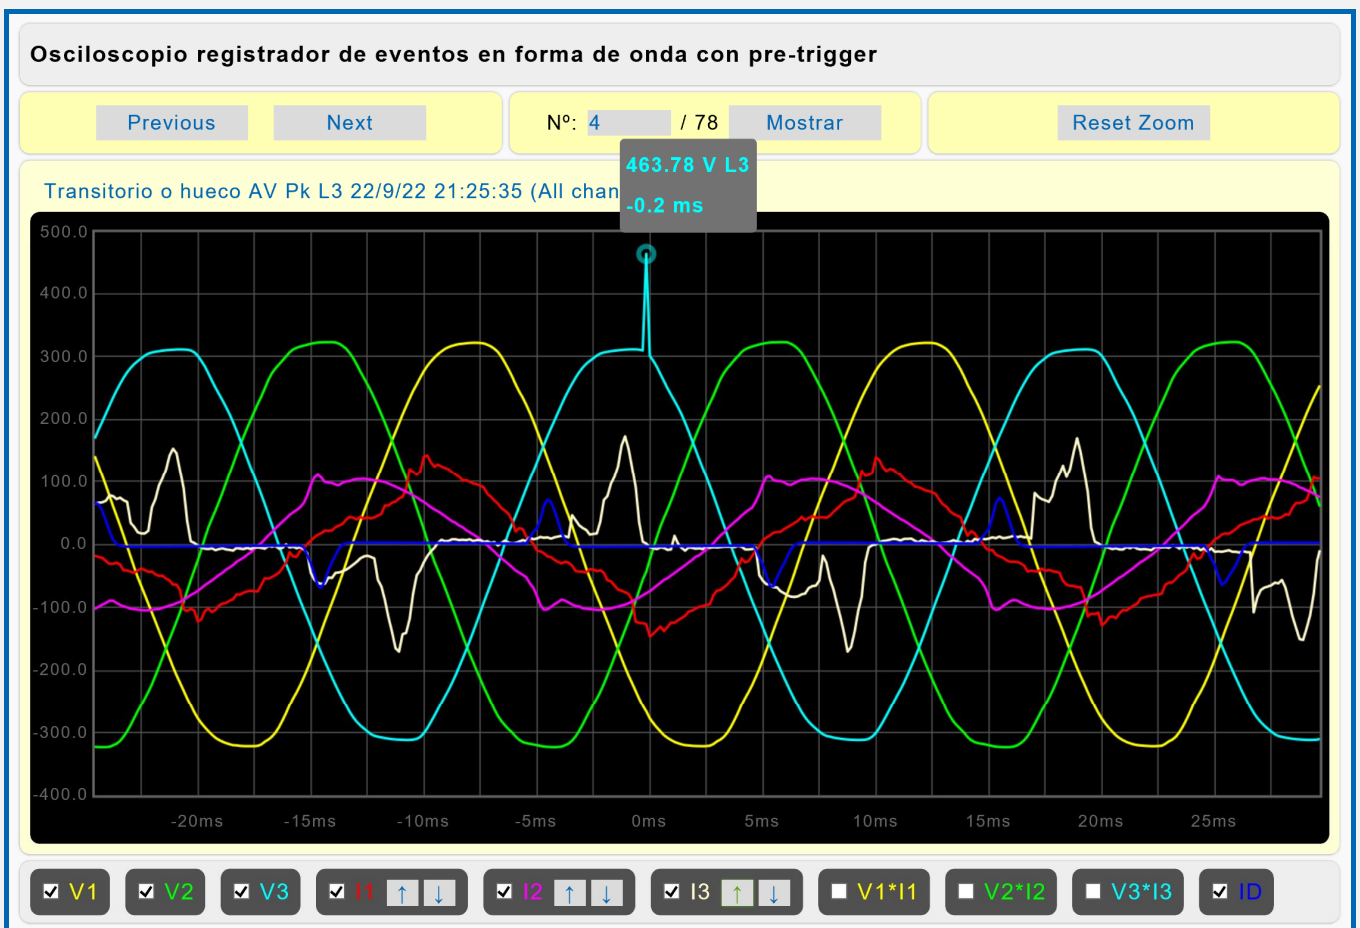 Osciloscopio registrador de eventos en forma de onda con pre-trigger
Previous Next Nº: 4 / 78 Mostrar Reset Zoom
463.78 V L3
-0.2 ms
Transitorio o hueco AV Pk L3 22/9/22 21:25:35 (All chan
500.0
400.0
300.0
200.0
100.0
0.0
-100.0
-200.0
-300.0
-400.0
-20ms -15ms -10ms -5ms 0ms 5ms 10ms 15ms 20ms 25ms
V1 V2 V3 I1 ↑ ↓ I2 ↑ ↓ I3 ↑ ↓ V1*I1 V2*I2 V3*I3 ID